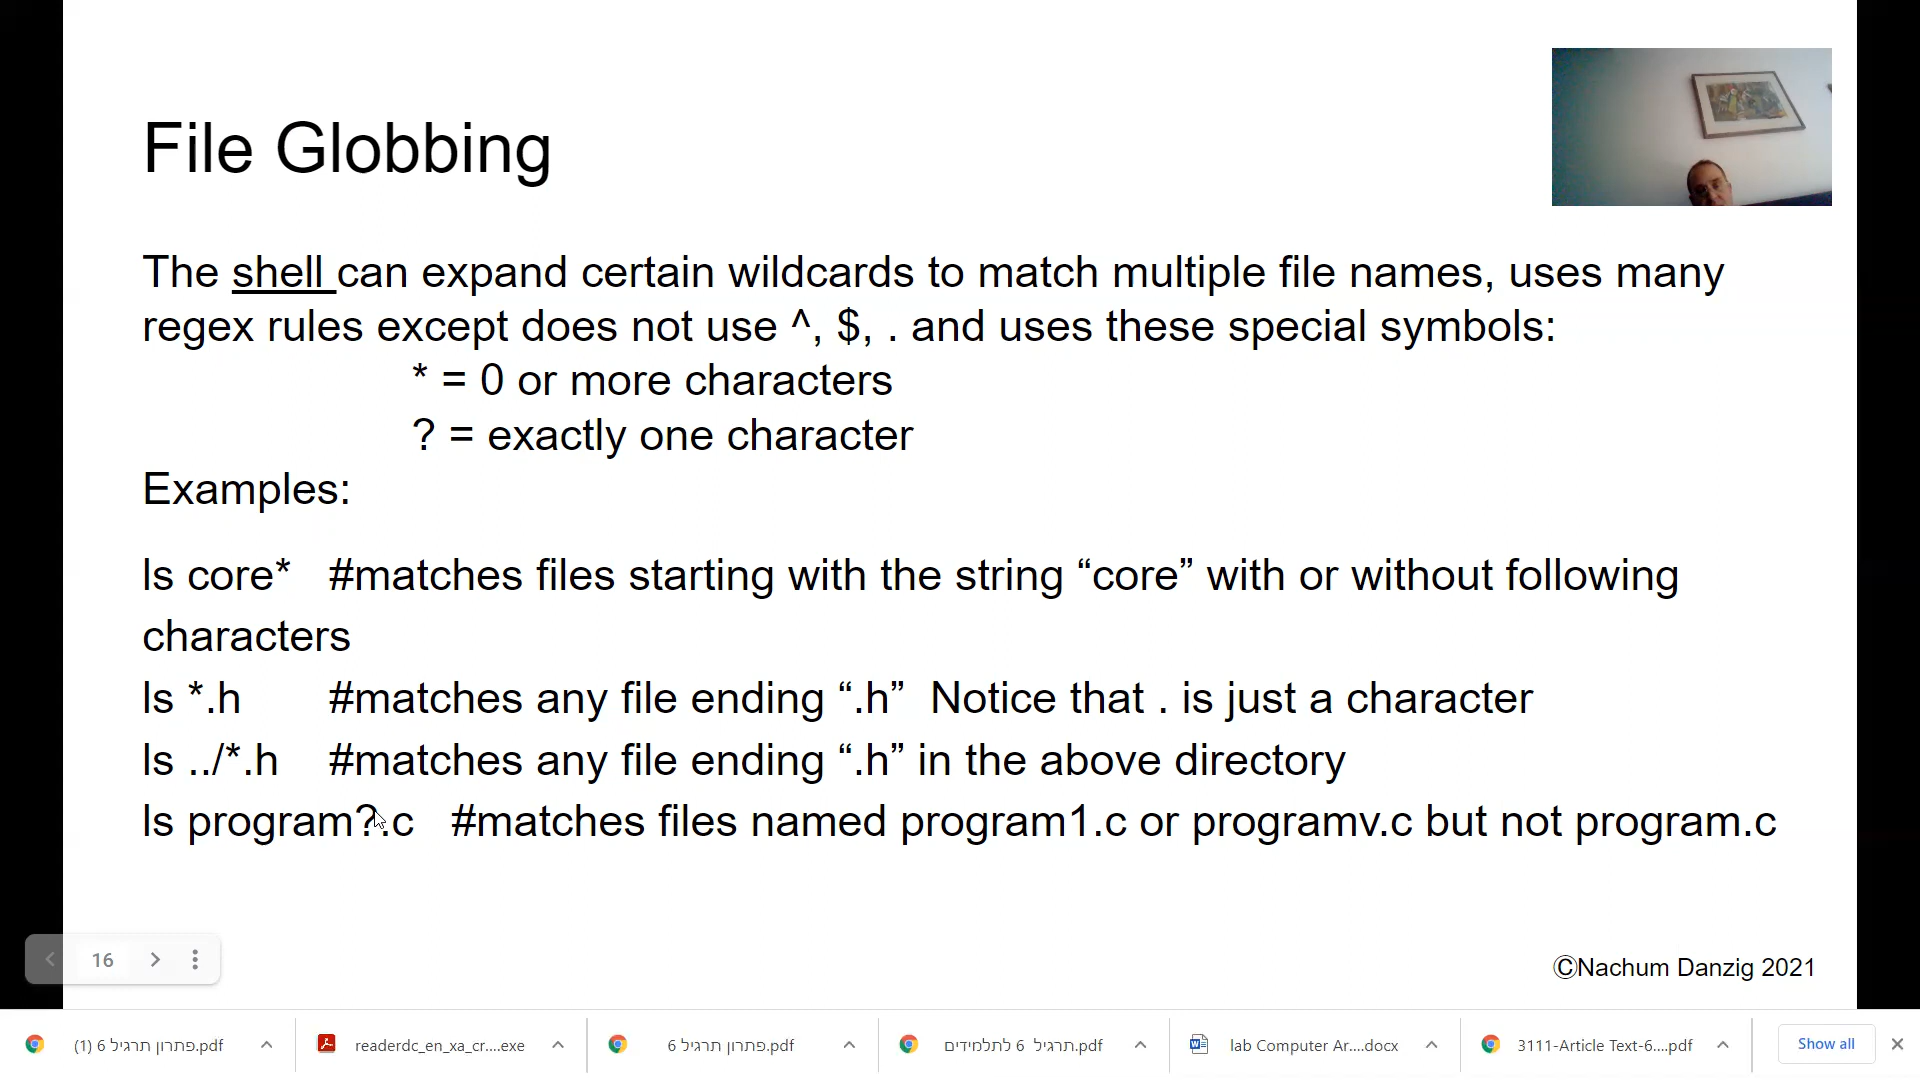 File Globbing
The shell can expand certain wildcards to match multiple file names, uses many
regex rules except does not use ^, $, . and uses these special symbols:
* = 0 or more characters
? = exactly one character
Examples:
ls core* #matches files starting with the string “core” with or without following
characters
ls *.h #matches any file ending “.h” Notice that . is just a character
ls ../*.h #matches any file ending “.h” in the above directory
ls program?.c #matches files named program1.c or programv.c but not program.c
16
©Nachum Danzig 2021
פתרון תרגיל 6 (1).pdf
readerdc_en_xa_cr....exe
פתרון תרגיל 6.pdf
תרגיל 6 לתלמידים.pdf
lab Computer Ar....docx
3111-Article Text-6....pdf
Show all